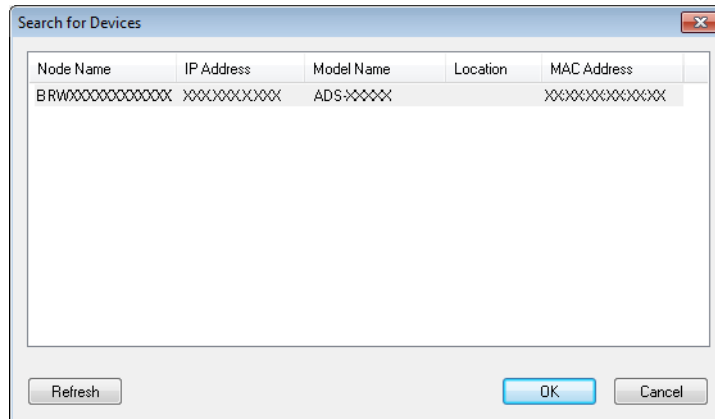 Search for Devices
Node Name IP Address Model Name Location MAC Address
BRWXXXXXXXXXXXX XXX.XXX.X.XXX ADS-XXXXX XX:XX:XX:XX:XX:XX
Refresh OK Cancel